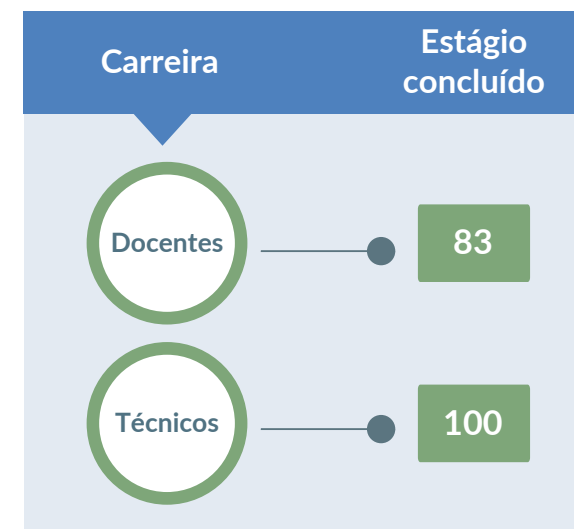 Carreira
Estágio
concluído
Docentes
83
Técnicos
100